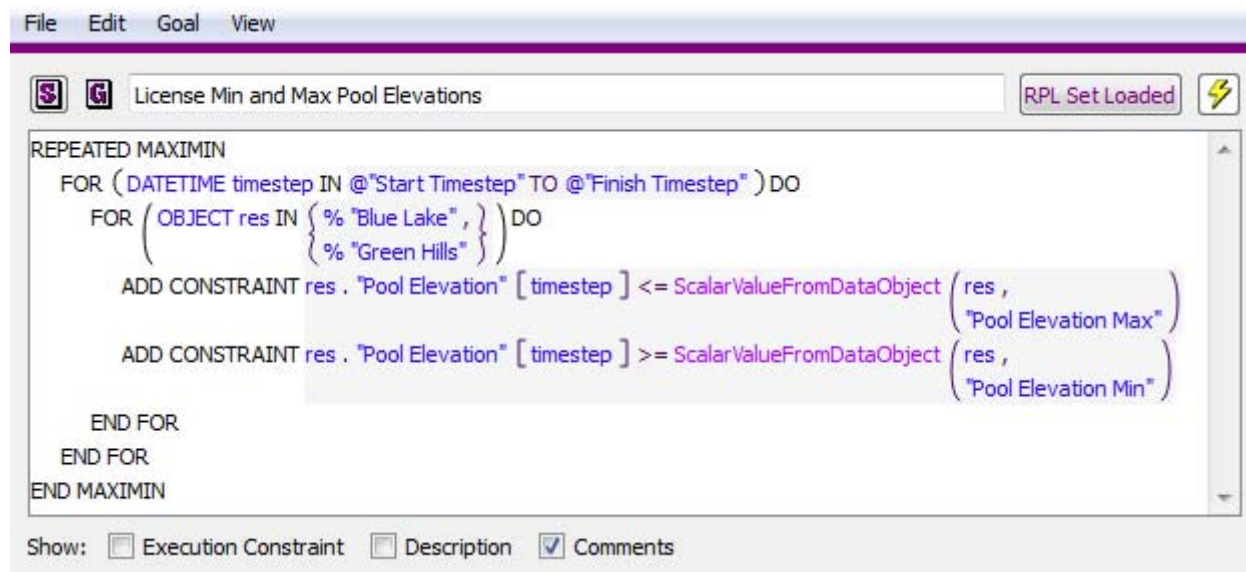 File Edit Goal View
S G License Min and Max Pool Elevations RPL Set Loaded
REPEATED MAXIMIN
FOR ( DATETIME timestep IN @"Start Timestep" TO @"Finish Timestep" ) DO
FOR ( OBJECT res IN { % "Blue Lake" ,
% "Green Hills" } ) DO
ADD CONSTRAINT res . "Pool Elevation" [ timestep ] <= ScalarValueFromDataObject ( res ,
"Pool Elevation Max" )
ADD CONSTRAINT res . "Pool Elevation" [ timestep ] >= ScalarValueFromDataObject ( res ,
"Pool Elevation Min" )
END FOR
END FOR
END MAXIMIN
Show: Execution Constraint Description Comments